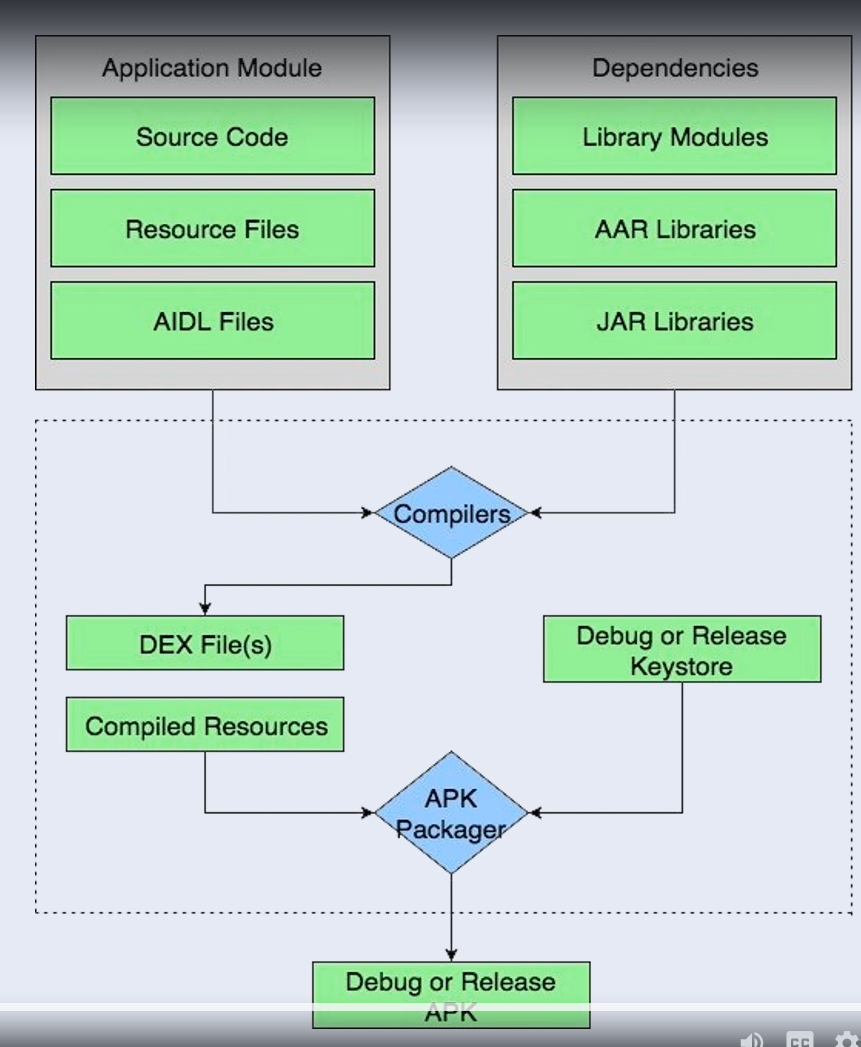 Application Module
Source Code
Resource Files
AIDL Files
Dependencies
Library Modules
AAR Libraries
JAR Libraries
Compilers
DEX File(s)
Compiled Resources
Debug or Release
Keystore
APK
Packager
Debug or Release
APK
CC